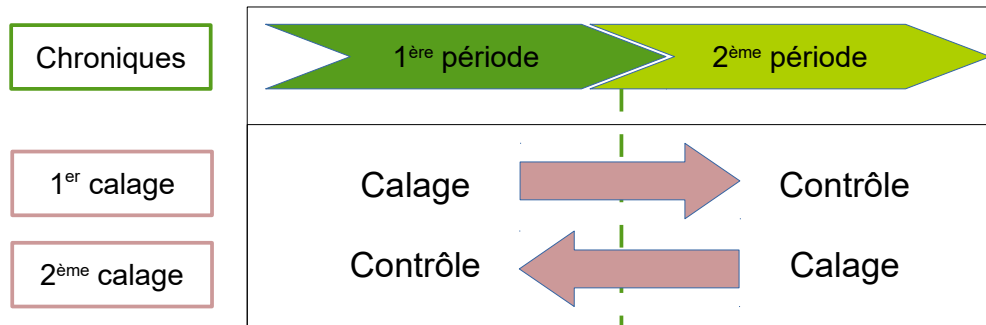 Chroniques
1ère période
2ème période
1er calage
Calage
Contrôle
2ème calage
Contrôle
Calage